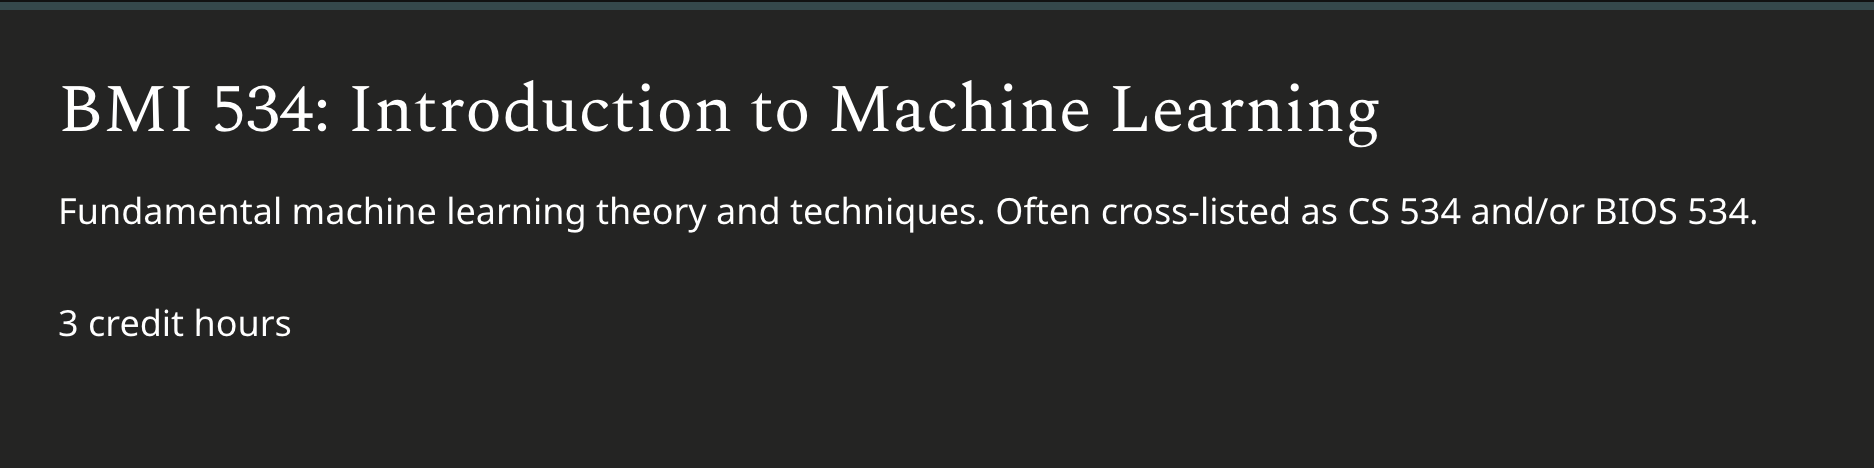 BMI 534: Introduction to Machine Learning
Fundamental machine learning theory and techniques. Often cross-listed as CS 534 and/or BIOS 534.
3 credit hours